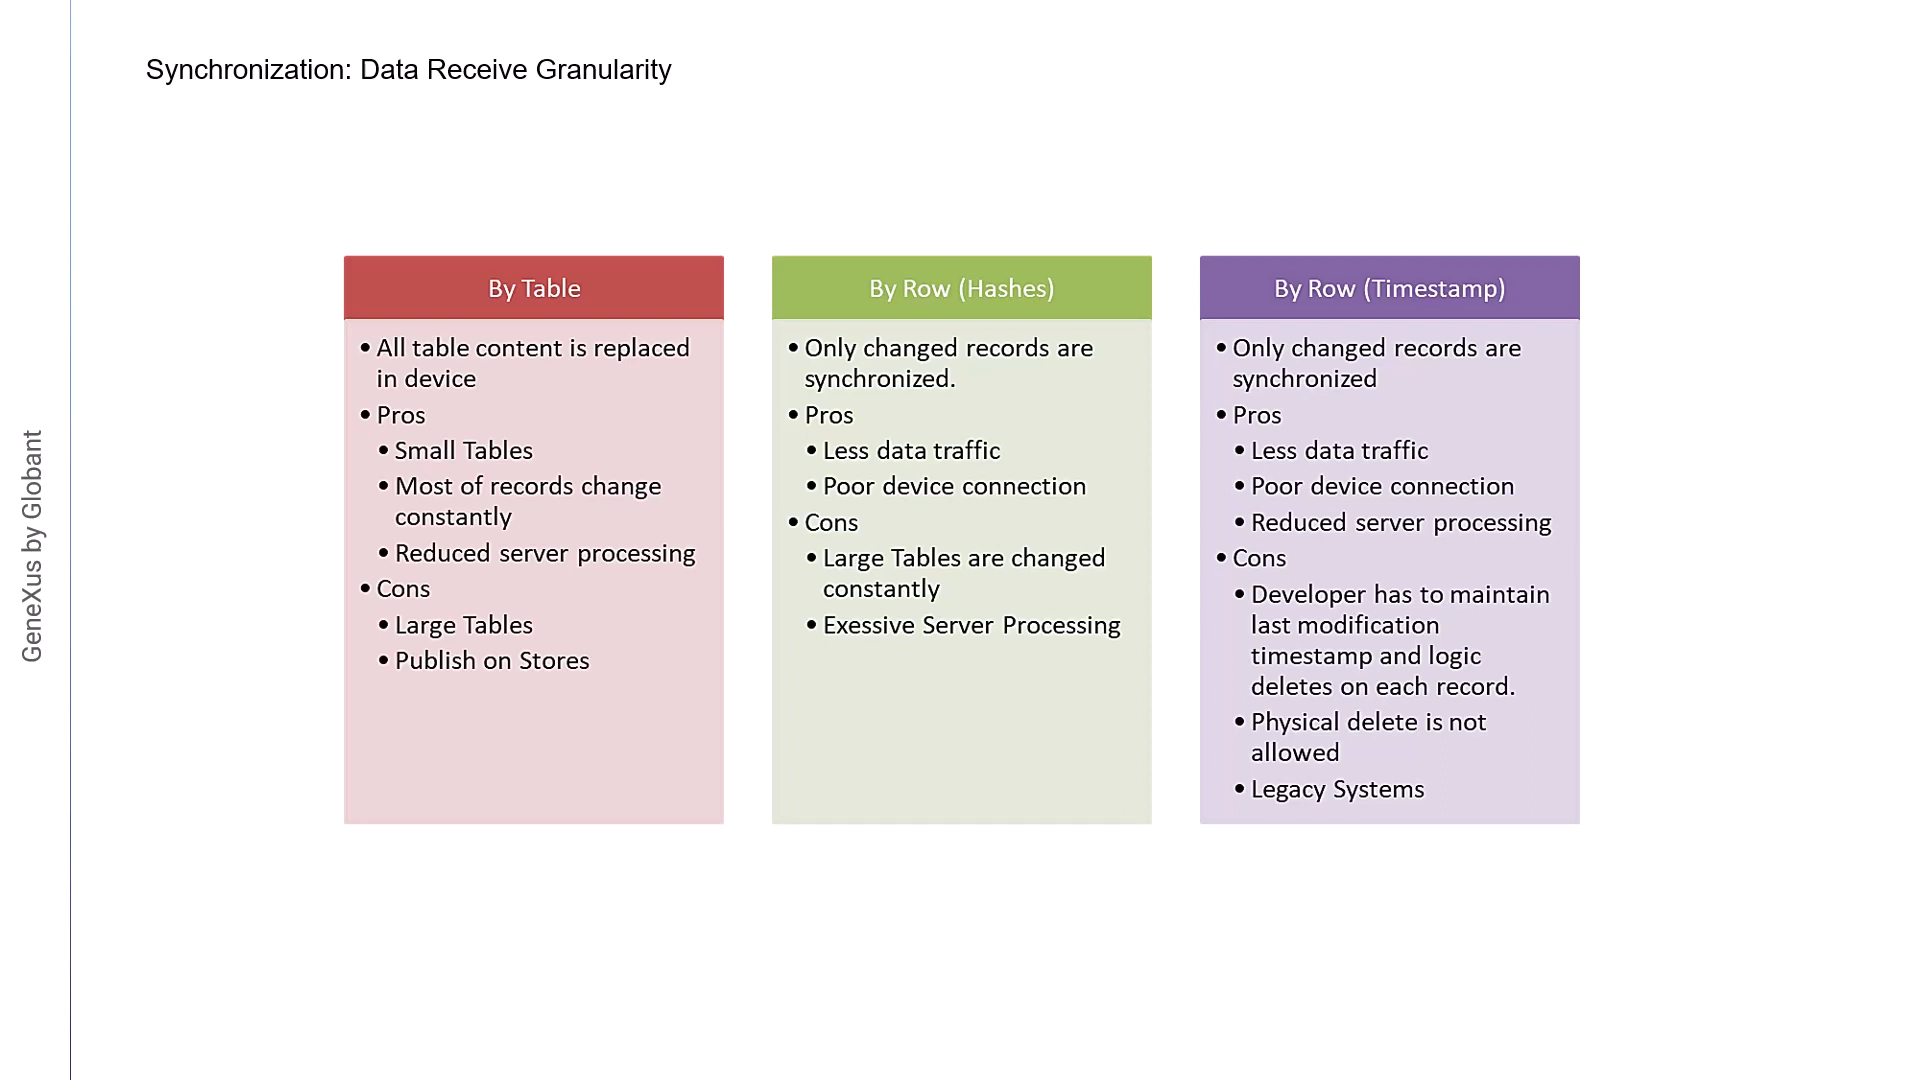 Synchronization: Data Receive Granularity
GeneXus by Globant
By Table
• All table content is replaced
in device
• Pros
• Small Tables
• Most of records change
constantly
• Reduced server processing
• Cons
• Large Tables
• Publish on Stores
By Row (Hashes)
• Only changed records are
synchronized.
• Pros
• Less data traffic
• Poor device connection
• Cons
• Large Tables are changed
constantly
• Exessive Server Processing
By Row (Timestamp)
• Only changed records are
synchronized
• Pros
• Less data traffic
• Poor device connection
• Reduced server processing
• Cons
• Developer has to maintain
last modification
timestamp and logic
deletes on each record.
• Physical delete is not
allowed
• Legacy Systems